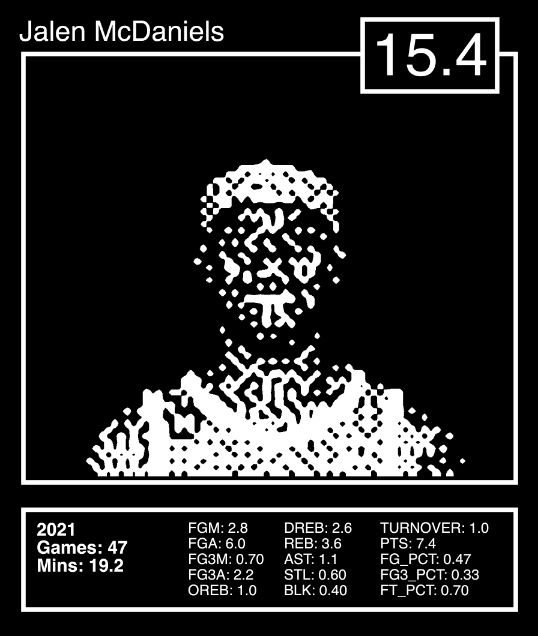 Jalen McDaniels
15.4
2021
Games: 47
Mins: 19.2
FGM: 2.8
FGA: 6.0
FG3M: 0.70
FG3A: 2.2
OREB: 1.0
DREB: 2.6
REB: 3.6
AST: 1.1
STL: 0.60
BLK: 0.40
TURNOVER: 1.0
PTS: 7.4
FG_PCT: 0.47
FG3_PCT: 0.33
FT_PCT: 0.70